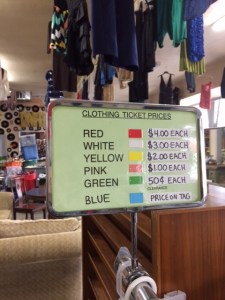 CLOTHING TICKET PRICES
RED $4.00 EACH
WHITE $3.00 EACH
YELLOW $2.00 EACH
PINK $1.00 EACH
GREEN 50¢ EACH
BLUE PRICE ON TAG